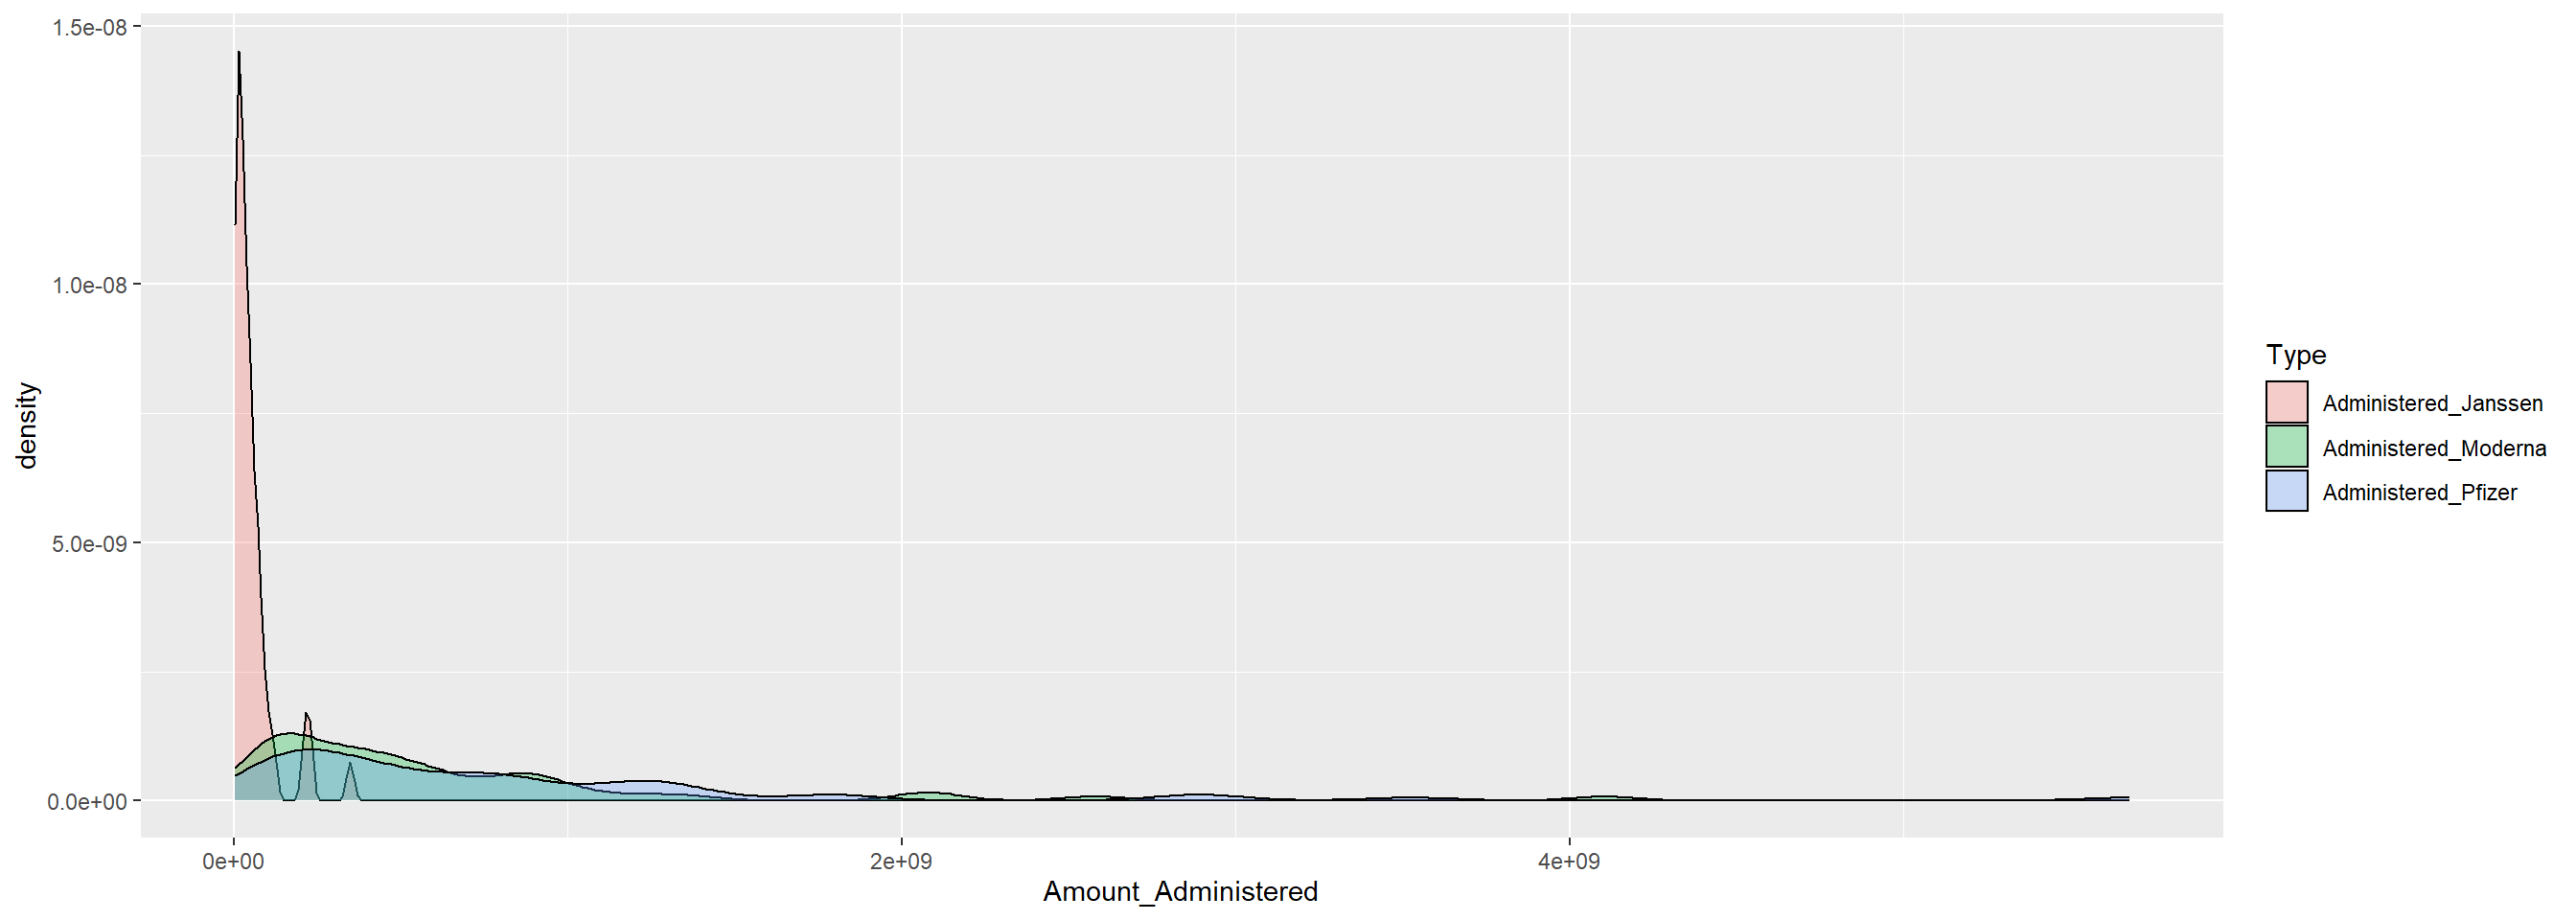 1.5e-08
1.0e-08
5.0e-09
0.0e+00
density
0e+00
2e+09
4e+09
Amount_Administered
Type
Administered_Janssen
Administered_Moderna
Administered_Pfizer